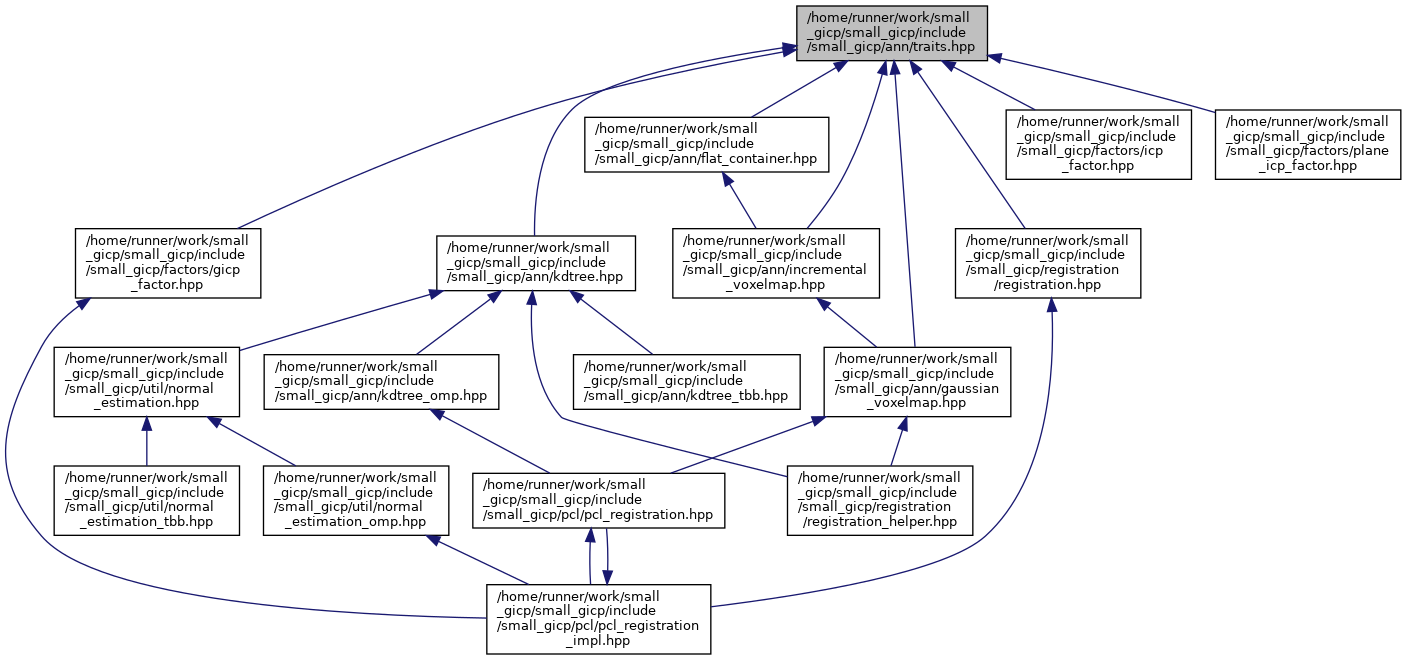 /home/runner/work/small
_gicp/small_gicp/include
/small_gicp/ann/traits.hpp
/home/runner/work/small
_gicp/small_gicp/include
/small_gicp/ann/flat_container.hpp
/home/runner/work/small
_gicp/small_gicp/include
/small_gicp/factors/icp
_factor.hpp
/home/runner/work/small
_gicp/small_gicp/include
/small_gicp/factors/plane
_icp_factor.hpp
/home/runner/work/small
_gicp/small_gicp/include
/small_gicp/factors/gicp
_factor.hpp
/home/runner/work/small
_gicp/small_gicp/include
/small_gicp/ann/kdtree.hpp
/home/runner/work/small
_gicp/small_gicp/include
/small_gicp/ann/incremental
_voxelmap.hpp
/home/runner/work/small
_gicp/small_gicp/include
/small_gicp/registration
/registration.hpp
/home/runner/work/small
_gicp/small_gicp/include
/small_gicp/util/normal
_estimation.hpp
/home/runner/work/small
_gicp/small_gicp/include
/small_gicp/ann/kdtree_omp.hpp
/home/runner/work/small
_gicp/small_gicp/include
/small_gicp/ann/kdtree_tbb.hpp
/home/runner/work/small
_gicp/small_gicp/include
/small_gicp/ann/gaussian
_voxelmap.hpp
/home/runner/work/small
_gicp/small_gicp/include
/small_gicp/util/normal
_estimation_tbb.hpp
/home/runner/work/small
_gicp/small_gicp/include
/small_gicp/util/normal
_estimation_omp.hpp
/home/runner/work/small
_gicp/small_gicp/include
/small_gicp/pcl/pcl_registration.hpp
/home/runner/work/small
_gicp/small_gicp/include
/small_gicp/registration
/registration_helper.hpp
/home/runner/work/small
_gicp/small_gicp/include
/small_gicp/pcl/pcl_registration
_impl.hpp